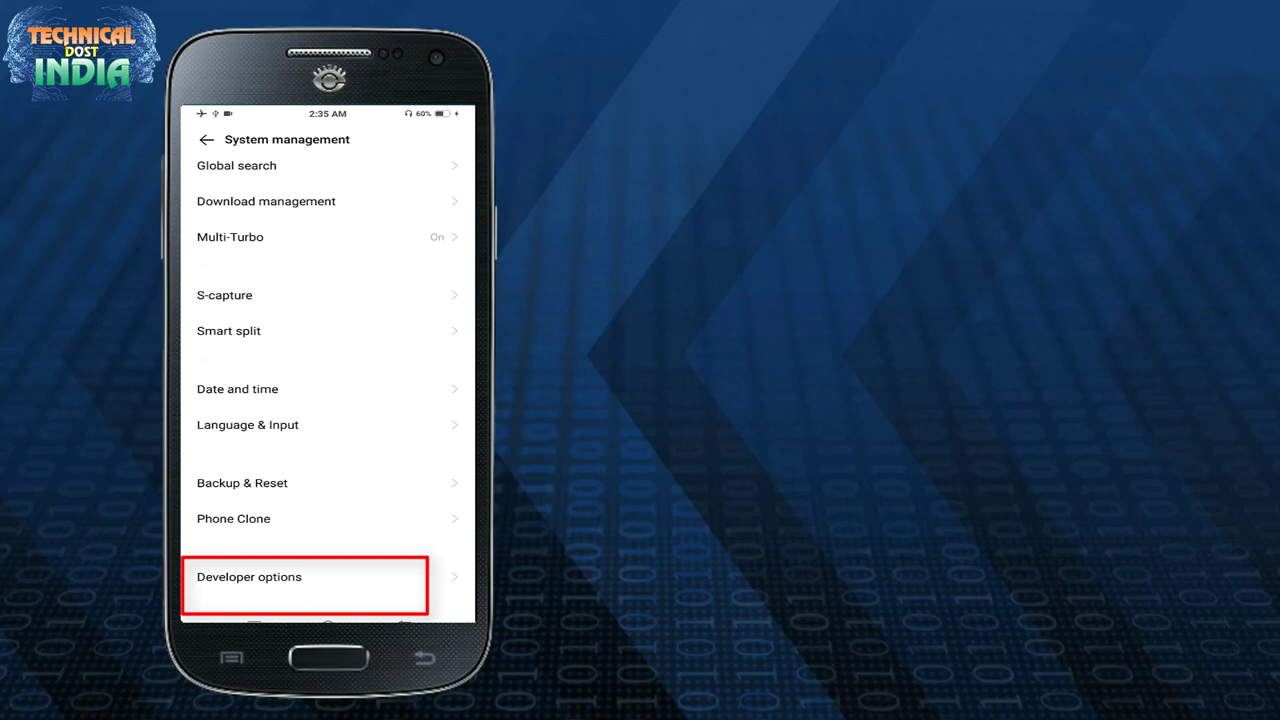 TECHNICAL
DOST
INDIA
2:35 AM
60%
System management
Global search
Download management
Multi-Turbo On
S-capture
Smart split
Date and time
Language & Input
Backup & Reset
Phone Clone
Developer options